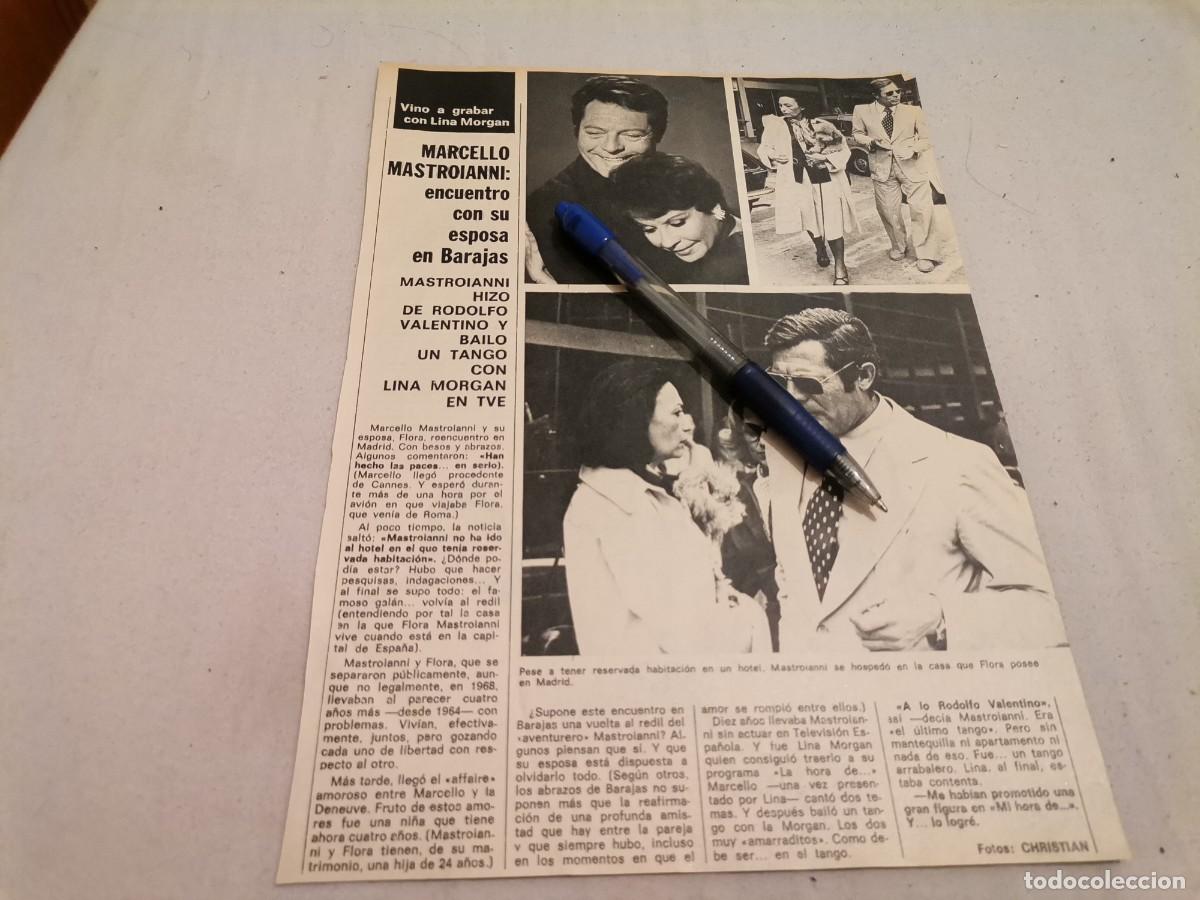 Vino a grabar
con Lina Morgan
MARCELLO
MASTROIANNI:
encuentro
con su
esposa
en Barajas
MASTROIANNI
HIZO
DE RODOLFO
VALENTINO Y
BAILO
UN TANGO
CON
LINA MORGAN
EN TVE
Marcello Mastroianni y su
esposa, Flora, reencuentro en
Madrid. Con besos y abrazos.
Algunos comentaron: «Han
hecho las paces... en serio».
(Marcello llegó procedente
de Cannes. Y esperó duran-
te más de una hora por el
avión en que viajaba Flora,
que venía de Roma.)
Al poco tiempo, la noticia
saltó: «Mastroianni no ha ido
al hotel en el que tenía reser-
vada habitación». ¿Dónde po-
día estar? Hubo que hacer
pesquisas, indagaciones... Y
al final se supo todo: el fa-
moso galán... volvía al redil
(entendiendo por tal la casa
en la que Flora Mastroianni
vive cuando está en la capi-
tal de España).
Mastroianni y Flora, que se
separaron públicamente, aun-
que no legalmente, en 1968,
llevaban al parecer cuatro
años más —desde 1964— con
problemas. Vivían, efectiva-
mente, juntos, pero gozando
cada uno de libertad con res-
pecto al otro.
Más tarde, llegó el «affaire»
amoroso entre Marcello y la
Deneuve. Fruto de estos amo-
res fue una niña que tiene
ahora cuatro años. (Mastroian-
ni y Flora tienen, de su ma-
trimonio, una hija de 24 años.)
Pese a tener reservada habitación en un hotel, Mastroianni se hospedó en la casa que Flora posee
en Madrid.
¿Supone este encuentro en
Barajas una vuelta al redil del
«aventurero» Mastroianni? Al-
gunos piensan que sí. Y que
su esposa está dispuesta a
olvidarlo todo. (Según otros,
los abrazos de Barajas no su-
ponen más que la reafirma-
ción de una profunda amis-
tad que hay entre la pareja
y que siempre hubo, incluso
en los momentos en que el
amor se rompió entre ellos.)
Diez años llevaba Mastroian-
ni sin actuar en Televisión Es-
pañola. Y fue Lina Morgan
quien consiguió traerlo a su
programa «La hora de...»
Marcello —una vez presen-
tado por Lina— cantó dos te-
mas. Y después bailó un tan-
go con la Morgan. Los dos
muy «amarraditos». Como de-
be ser... en el tango.
«A lo Rodolfo Valentino»,
así —decía Mastroianni. Era
«el último tango». Pero sin
mantequilla ni apartamento ni
nada de eso. Fue... un tango
arrabalero. Lina, al final, es-
taba contenta.
—Me habían prometido una
gran figura en «Mi hora de...».
Y... lo logré.
Fotos: CHRISTIAN
todocoleccion